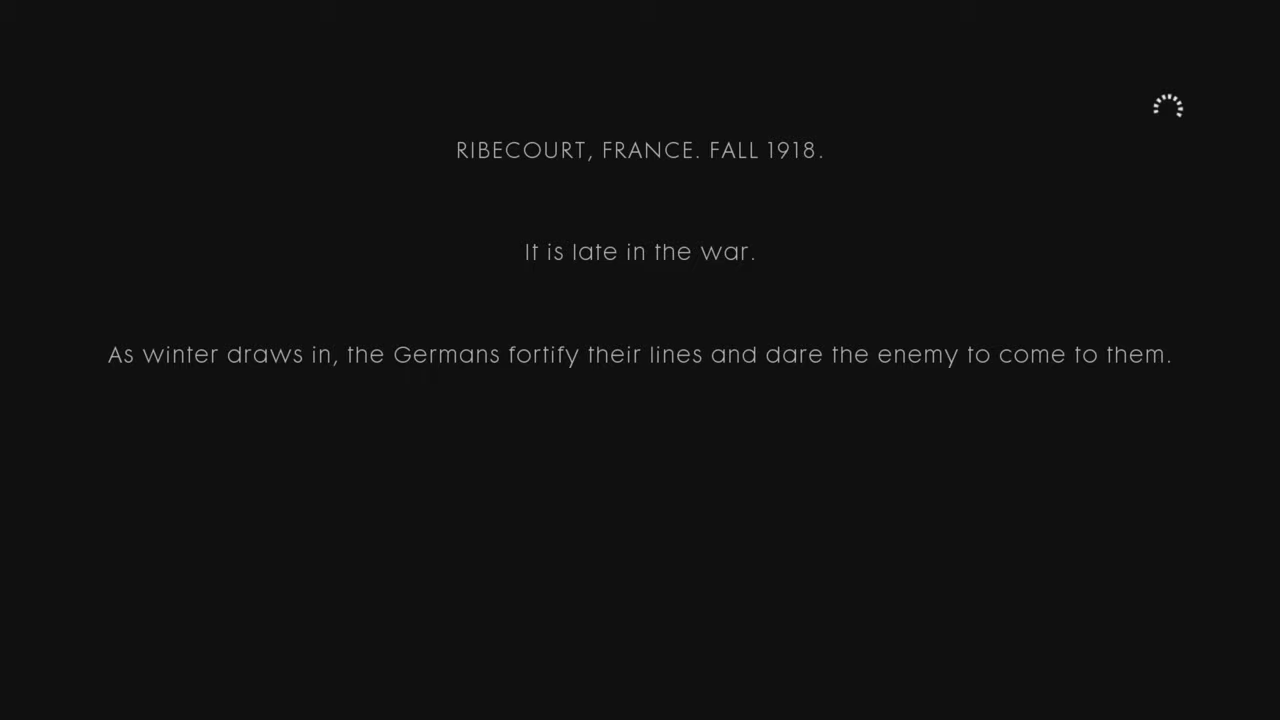 RIBECOURT, FRANCE. FALL 1918.
It is late in the war.
As winter draws in, the Germans fortify their lines and dare the enemy to come to them.